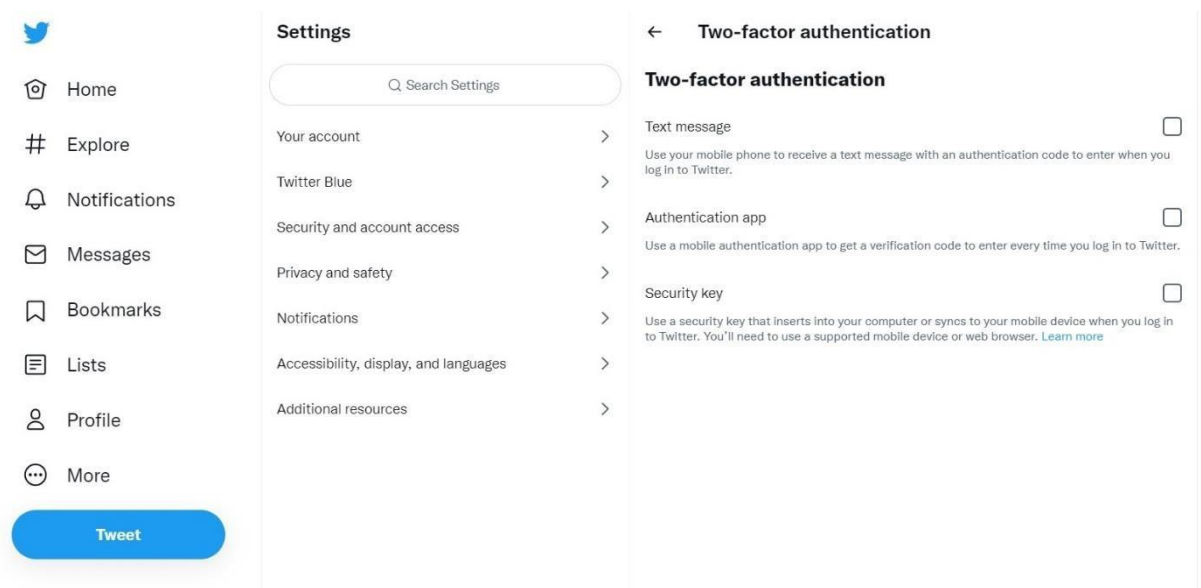 Home
Explore
Notifications
Messages
Bookmarks
Lists
Profile
More
Tweet
Settings
Search Settings
Your account
Twitter Blue
Security and account access
Privacy and safety
Notifications
Accessibility, display, and languages
Additional resources
Two-factor authentication
Two-factor authentication
Text message
Use your mobile phone to receive a text message with an authentication code to enter when you
log in to Twitter.
Authentication app
Use a mobile authentication app to get a verification code to enter every time you log in to Twitter.
Security key
Use a security key that inserts into your computer or syncs to your mobile device when you log in
to Twitter. You’ll need to use a supported mobile device or web browser. Learn more